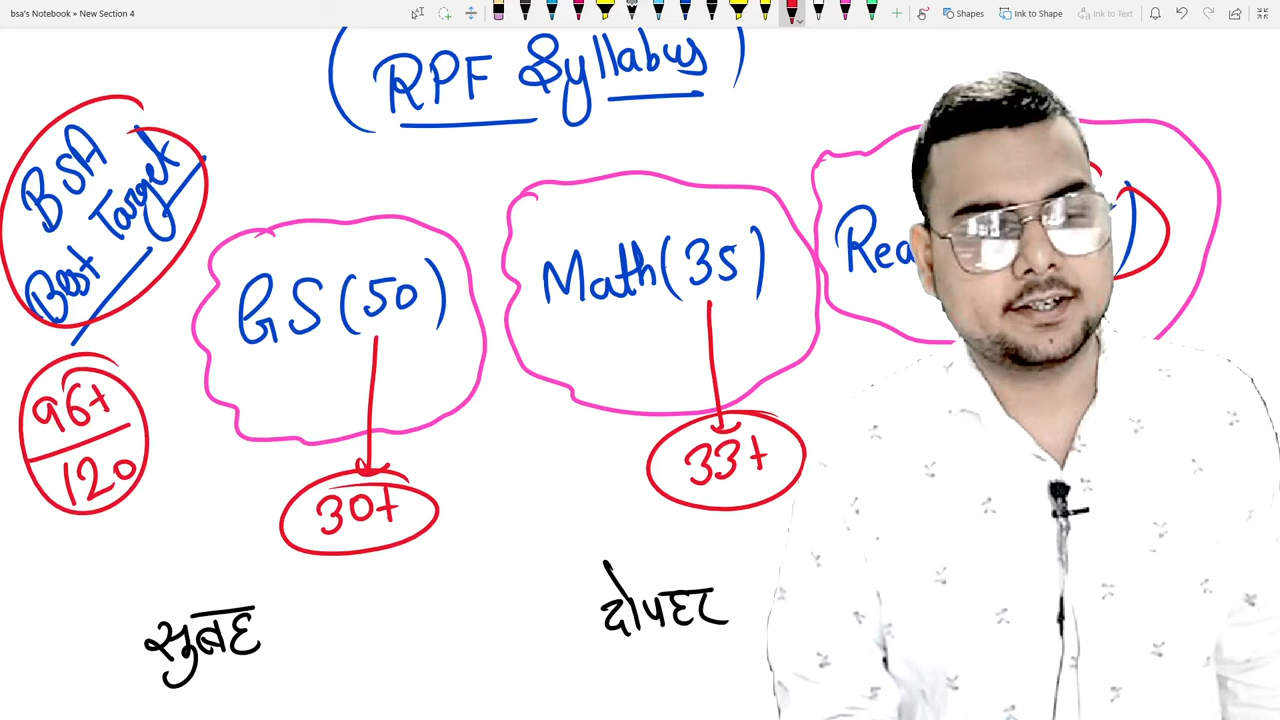 bsa's Notebook » New Section 4
Shapes
Ink to Shape
Ink to Text
(RPF Syllabus)
BSA
Best Target
96+
120
GS (50)
30+
Math (35)
33+
सुबह
दोपहर